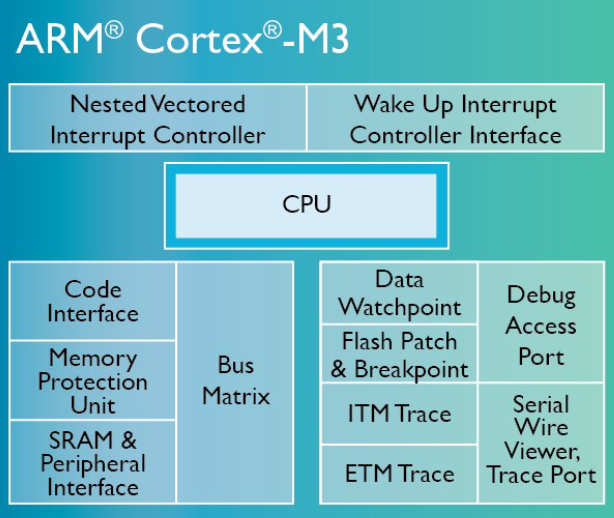 ARM® Cortex®-M3
Nested Vectored
Interrupt Controller
Wake Up Interrupt
Controller Interface
CPU
Code
Interface
Memory
Protection
Unit
SRAM &
Peripheral
Interface
Bus
Matrix
Data
Watchpoint
Flash Patch
& Breakpoint
ITM Trace
ETM Trace
Debug
Access
Port
Serial
Wire
Viewer,
Trace Port